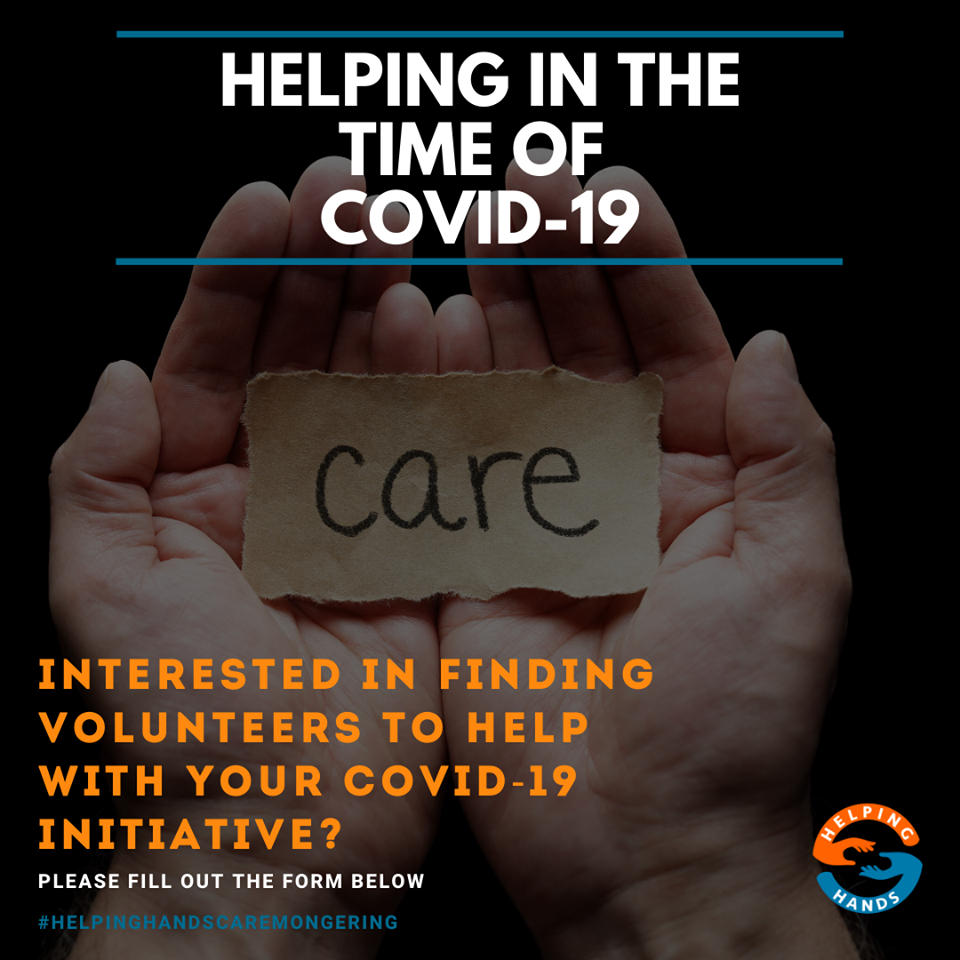 HELPING IN THE
TIME OF
COVID-19
care
INTERESTED IN FINDING
VOLUNTEERS TO HELP
WITH YOUR COVID-19
INITIATIVE?
PLEASE FILL OUT THE FORM BELOW
#HELPINGHANDSCAREMONGERING
HELPING
HANDS